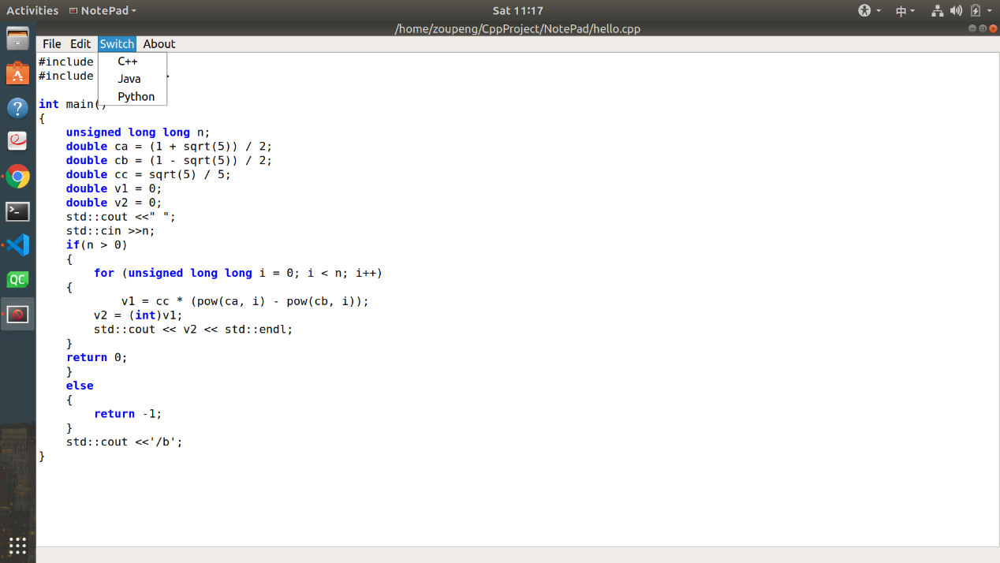 Activities NotePad Sat 11:17 中
/home/zoupeng/CppProject/NotePad/hello.cpp
File Edit Switch About
C++
Java
Python
#include
#include >
int main()
{
    unsigned long long n;
    double ca = (1 + sqrt(5)) / 2;
    double cb = (1 - sqrt(5)) / 2;
    double cc = sqrt(5) / 5;
    double v1 = 0;
    double v2 = 0;
    std::cout <<" ";
    std::cin >>n;
    if(n > 0)
    {
        for (unsigned long long i = 0; i < n; i++)
    {
            v1 = cc * (pow(ca, i) - pow(cb, i));
        v2 = (int)v1;
        std::cout << v2 << std::endl;
    }
    return 0;
    }
    else
    {
        return -1;
    }
    std::cout <<'/b';
}
QC